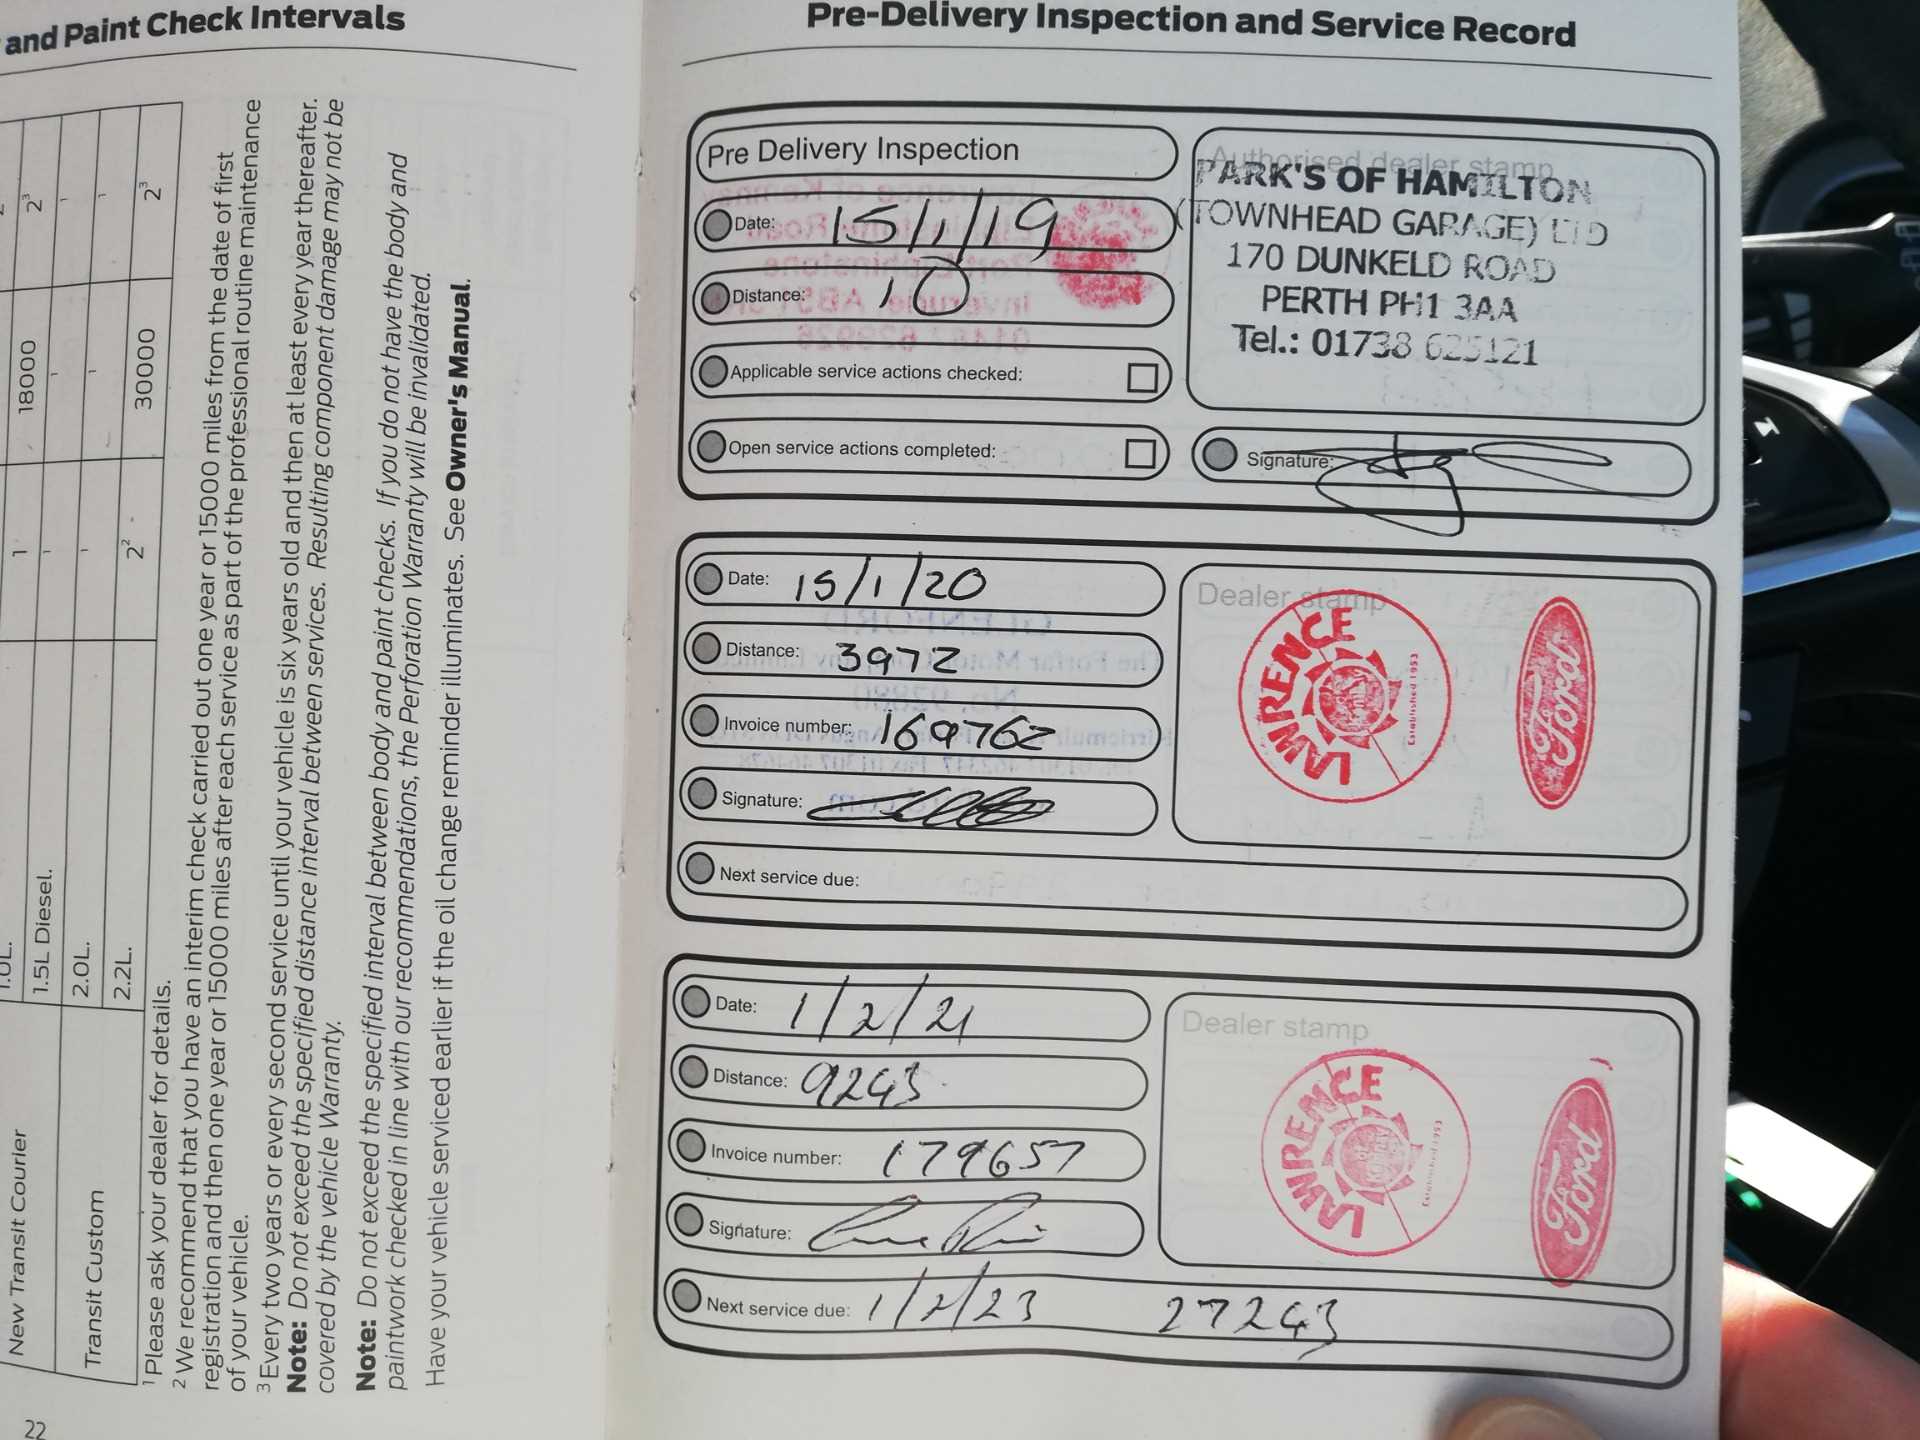 and Paint Check Intervals
2³
18000
1
1.5L Diesel.
2.0L.
2³
30000
2²
2.2L.
New Transit Courier
Transit Custom
¹ Please ask your dealer for details.
² We recommend that you have an interim check carried out one year or 15000 miles from the date of first
registration and then one year or 15000 miles after each service as part of the professional routine maintenance
of your vehicle.
³ Every two years or every second service until your vehicle is six years old and then at least every year thereafter.
Note: Do not exceed the specified distance interval between services. Resulting component damage may not be
covered by the vehicle Warranty.
Note: Do not exceed the specified interval between body and paint checks. If you do not have the body and
paintwork checked in line with our recommendations, the Perforation Warranty will be invalidated.
Have your vehicle serviced earlier if the oil change reminder illuminates. See Owner's Manual.
22
Pre-Delivery Inspection and Service Record
Pre Delivery Inspection
Date: 15/1/19
Distance: 10
Applicable service actions checked:
Open service actions completed:
Authorised dealer stamp
PARK'S OF HAMILTON
(TOWNHEAD GARAGE) LTD
170 DUNKELD ROAD
PERTH PH1 3AA
Tel.: 01738 625121
Signature:
Date: 15/1/20
Distance: 3972
Invoice number: 169762
Signature:
Next service due:
Dealer stamp
LAWRENCE
Established 1953
Ford
Date: 1/2/21
Distance: 9243
Invoice number: 179657
Signature:
Next service due: 1/2/23 27243
Dealer stamp
LAWRENCE
Established 1953
Ford